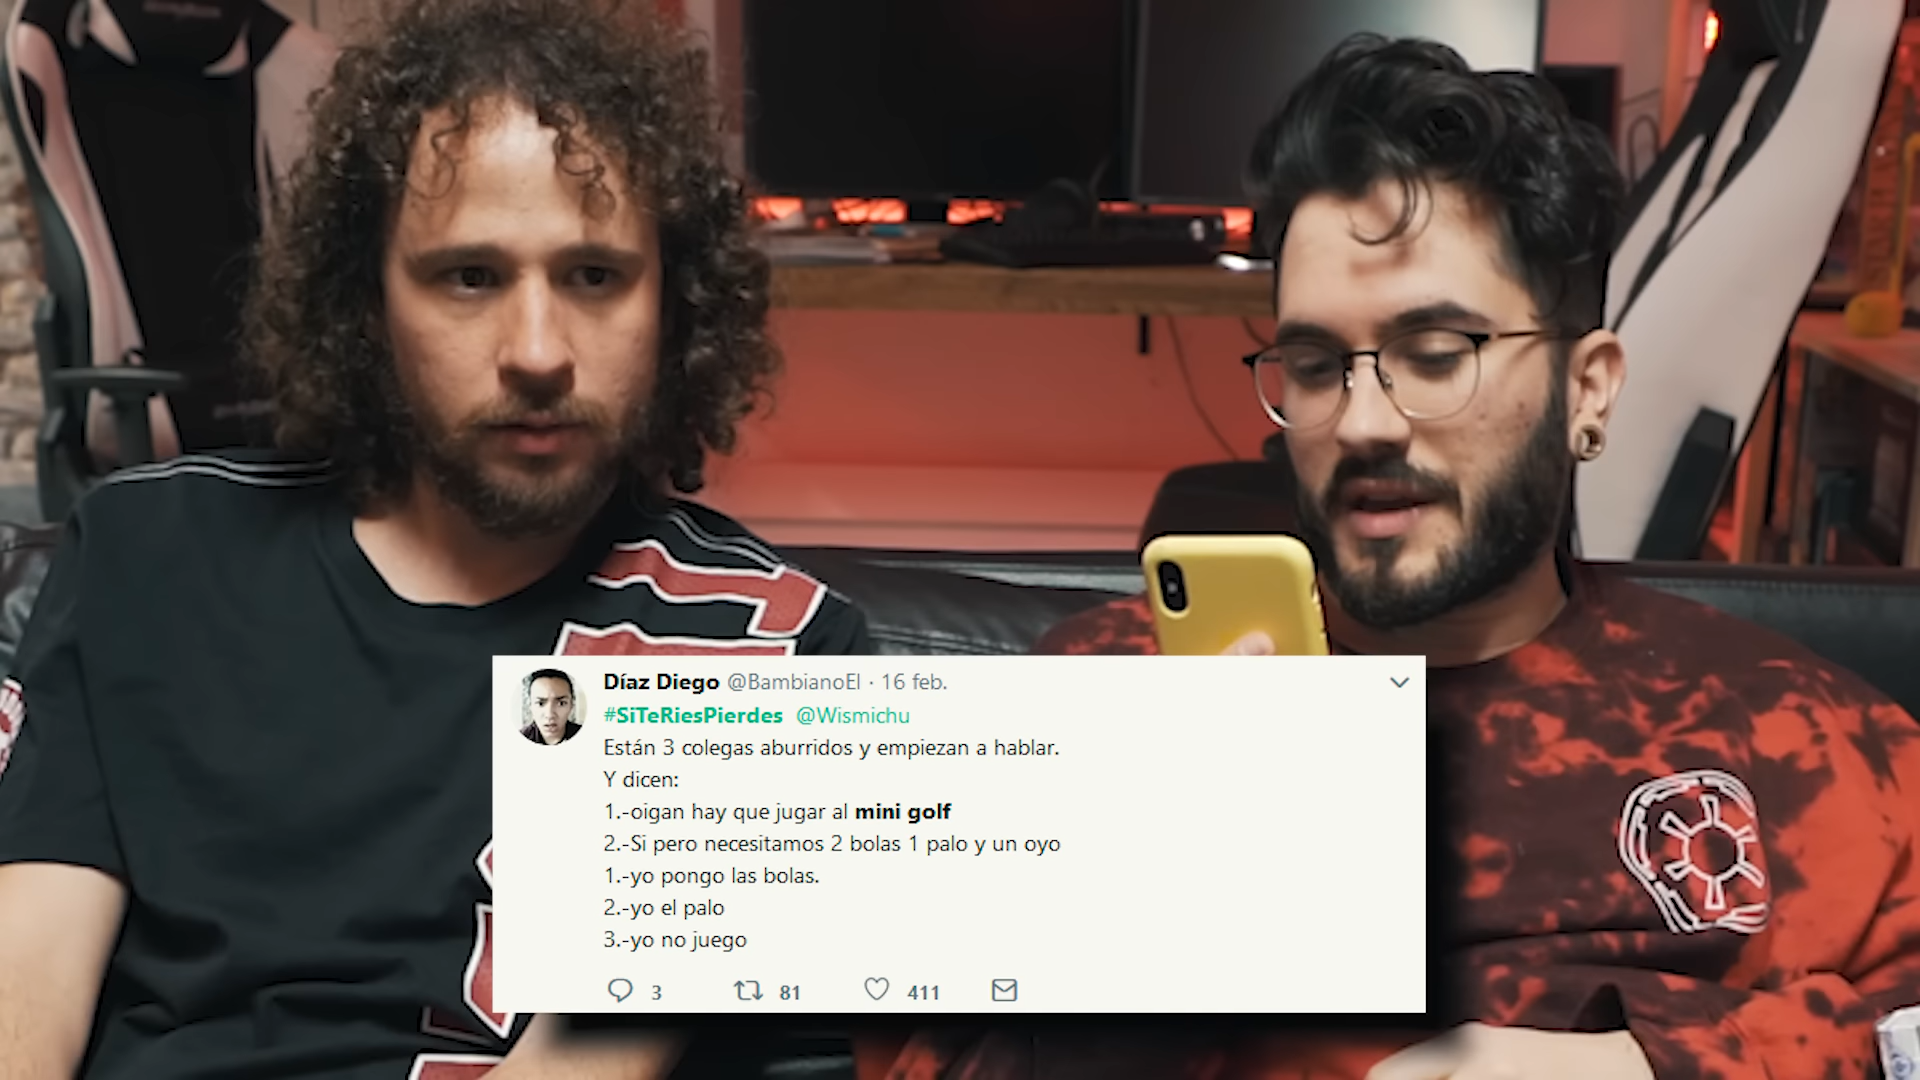 Díaz Diego @BambianoEl · 16 feb.
#SiTeRiesPierdes @Wismichu
Están 3 colegas aburridos y empiezan a hablar.
Y dicen:
1.-oigan hay que jugar al mini golf
2.-Si pero necesitamos 2 bolas 1 palo y un oyo
1.-yo pongo las bolas.
2.-yo el palo
3.-yo no juego
3 81 411